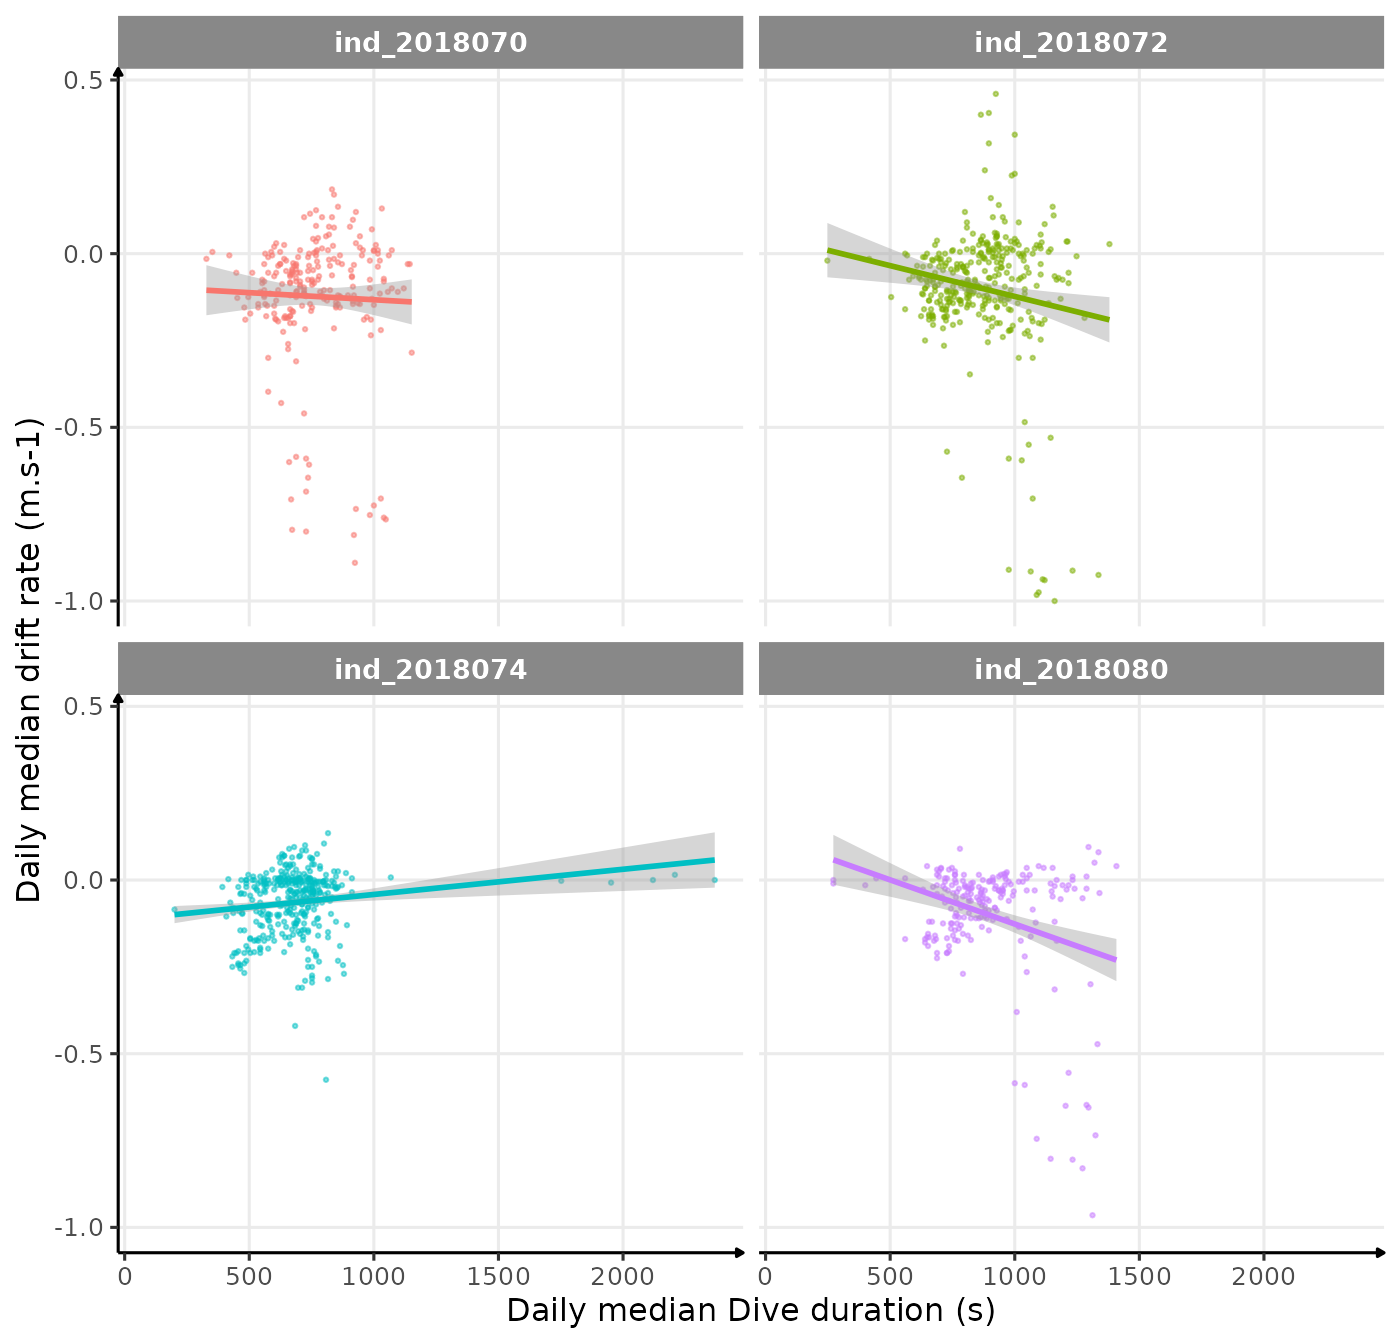 ind_2018070 ind_2018072
0.5
0.0
-0.5
-1.0
ind_2018074 ind_2018080
0.5
0.0
-0.5
-1.0
0 500 1000 1500 2000 0 500 1000 1500 2000
Daily median Dive duration (s)
Daily median drift rate (m.s-1)